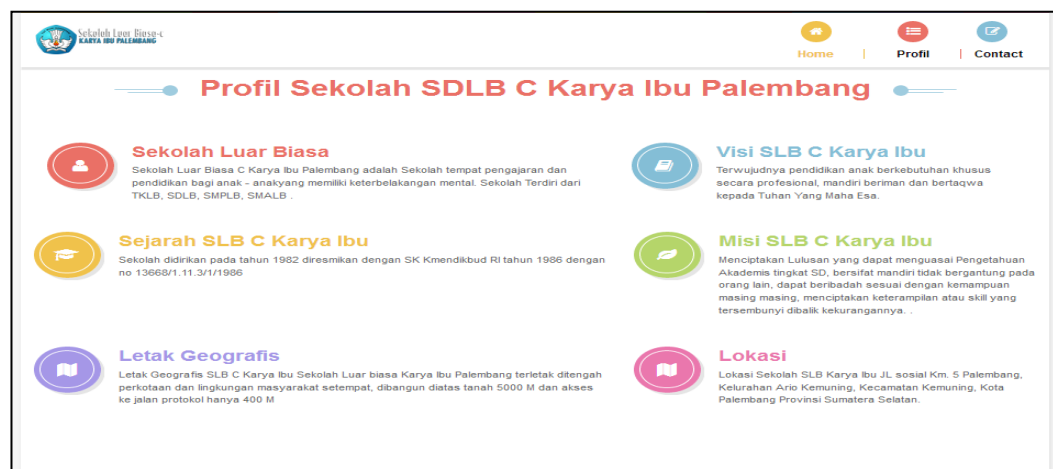 Sekolah Luar Biasa-c
KARYA IBU PALEMBANG
Home | Profil | Contact
Profil Sekolah SDLB C Karya Ibu Palembang
Sekolah Luar Biasa
Sekolah Luar Biasa C Karya Ibu Palembang adalah Sekolah tempat pengajaran dan
pendidikan bagi anak - anakyang memiliki keterbelakangan mental. Sekolah Terdiri dari
TKLB, SDLB, SMPLB, SMALB .
Visi SLB C Karya Ibu
Terwujudnya pendidikan anak berkebutuhan khusus
secara profesional, mandiri beriman dan bertaqwa
kepada Tuhan Yang Maha Esa.
Sejarah SLB C Karya Ibu
Sekolah didirikan pada tahun 1982 diresmikan dengan SK Kmendikbud RI tahun 1986 dengan
no 13668/1.11.3/1/1986
Misi SLB C Karya Ibu
Menciptakan Lulusan yang dapat menguasai Pengetahuan
Akademis tingkat SD, bersifat mandiri tidak bergantung pada
orang lain, dapat beribadah sesuai dengan kemampuan
masing masing, menciptakan keterampilan atau skill yang
tersembunyi dibalik kekurangannya. .
Letak Geografis
Letak Geografis SLB C Karya Ibu Sekolah Luar biasa Karya Ibu Palembang terletak ditengah
perkotaan dan lingkungan masyarakat setempat, dibangun diatas tanah 5000 M dan akses
ke jalan protokol hanya 400 M
Lokasi
Lokasi Sekolah SLB Karya Ibu JL sosial Km. 5 Palembang,
Kelurahan Ario Kemuning, Kecamatan Kemuning, Kota
Palembang Provinsi Sumatera Selatan.